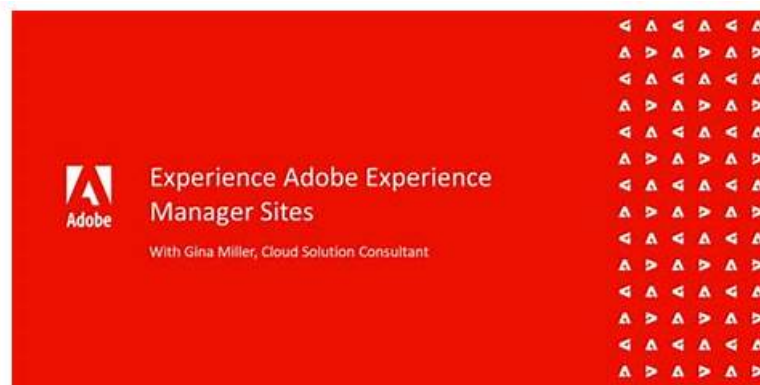 Adobe
Experience Adobe Experience
Manager Sites
With Gina Miller, Cloud Solution Consultant